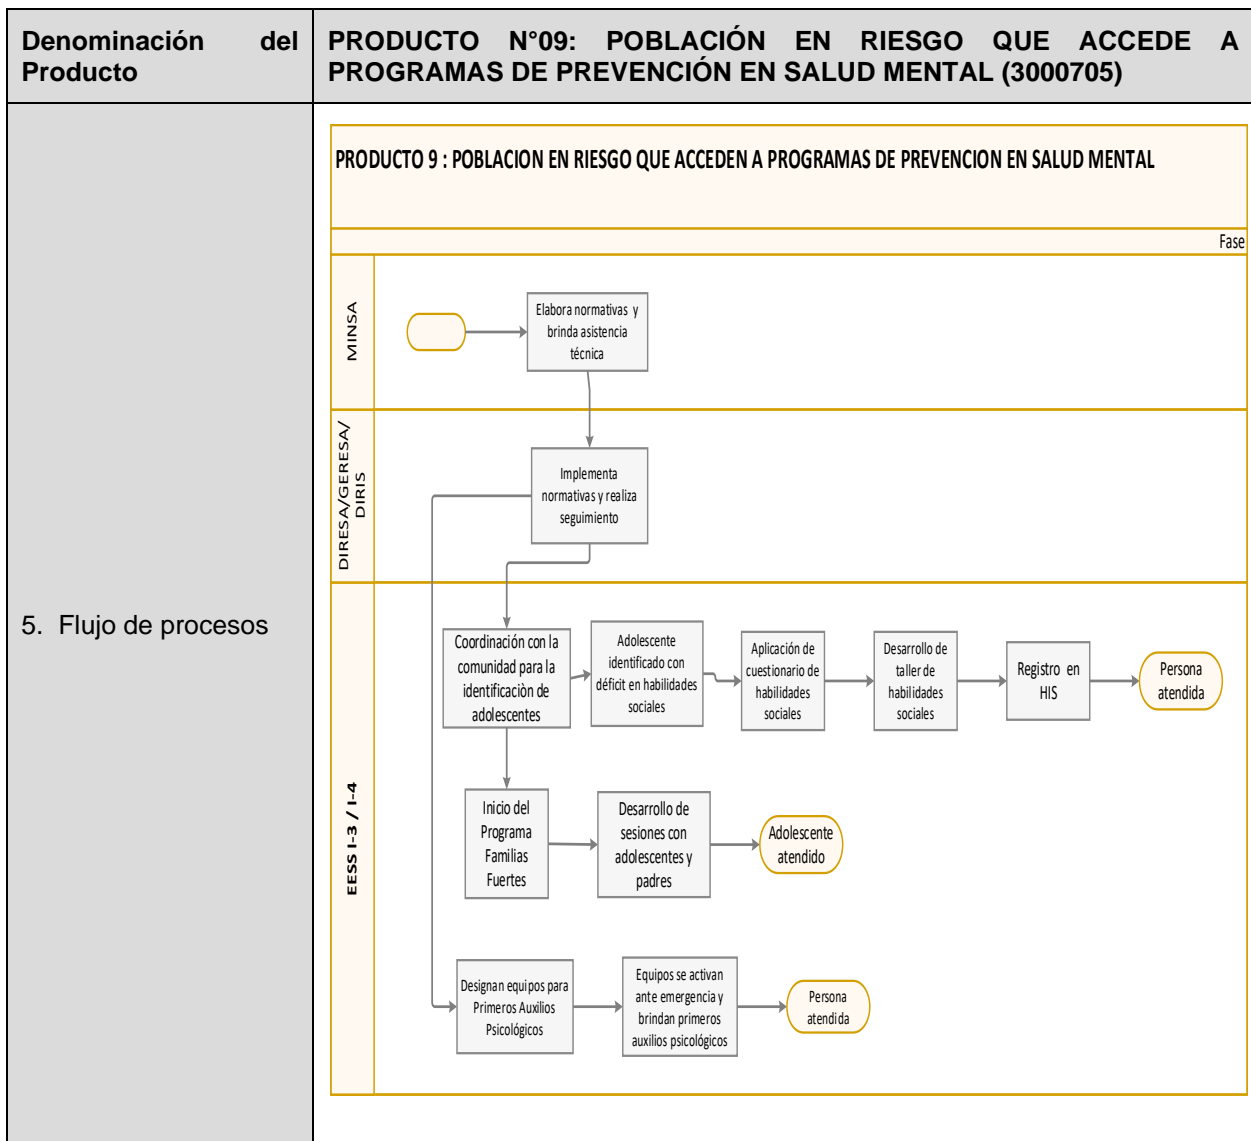 Denominación del
Producto
PRODUCTO N°09: POBLACIÓN EN RIESGO QUE ACCEDE A
PROGRAMAS DE PREVENCIÓN EN SALUD MENTAL (3000705)
5. Flujo de procesos
PRODUCTO 9 : POBLACION EN RIESGO QUE ACCEDEN A PROGRAMAS DE PREVENCION EN SALUD MENTAL
Fase
MINSA
Elabora normativas y
brinda asistencia
técnica
DIRESA/GERESA/
DIRIS
Implementa
normativas y realiza
seguimiento
EESS I-3 / I-4
Coordinación con la
comunidad para la
identificaciòn de
adolescentes
Adolescente
identificado con
déficit en habilidades
sociales
Aplicación de
cuestionario de
habilidades
sociales
Desarrollo de
taller de
habilidades
sociales
Registro en
HIS
Persona
atendida
Inicio del
Programa
Familias
Fuertes
Desarrollo de
sesiones con
adolescentes y
padres
Adolescente
atendido
Designan equipos para
Primeros Auxilios
Psicológicos
Equipos se activan
ante emergencia y
brindan primeros
auxilios psicológicos
Persona
atendida